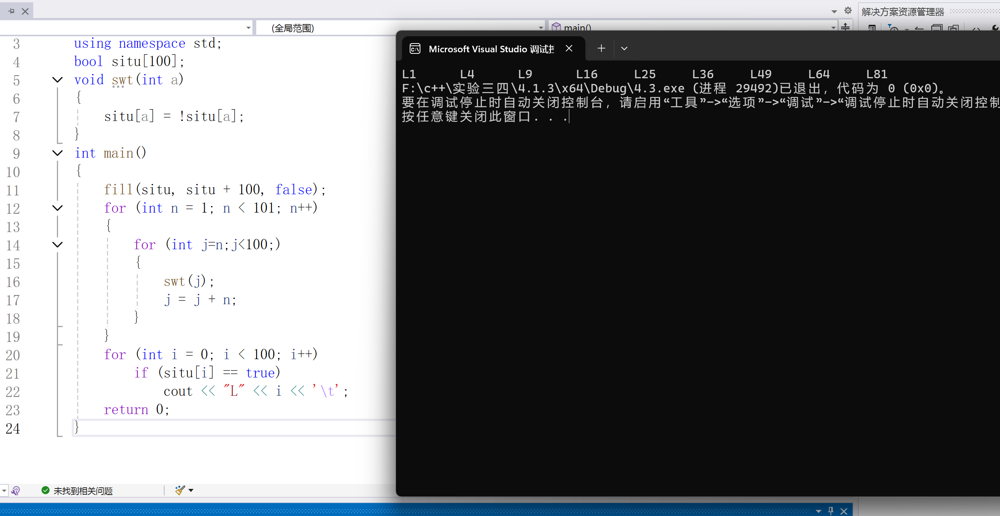 解决方案资源管理器
(全局范围)
main()
3 using namespace std;
4 bool situ[100];
5 void swt(int a)
6 {
7 situ[a] = !situ[a];
8 }
9 int main()
10 {
11 fill(situ, situ + 100, false);
12 for (int n = 1; n < 101; n++)
13 {
14 for (int j=n;j<100;)
15 {
16 swt(j);
17 j = j + n;
18 }
19 }
20 for (int i = 0; i < 100; i++)
21 if (situ[i] == true)
22 cout << "L" << i << '\t';
23 return 0;
24 }
未找到相关问题
Microsoft Visual Studio 调试
L1 L4 L9 L16 L25 L36 L49 L64 L81
F:\c++\实验三四\4.1.3\x64\Debug\4.3.exe (进程 29492)已退出，代码为 0 (0x0)。
要在调试停止时自动关闭控制台，请启用“工具”->“选项”->“调试”->“调试停止时自动关闭控制
按任意键关闭此窗口. . .